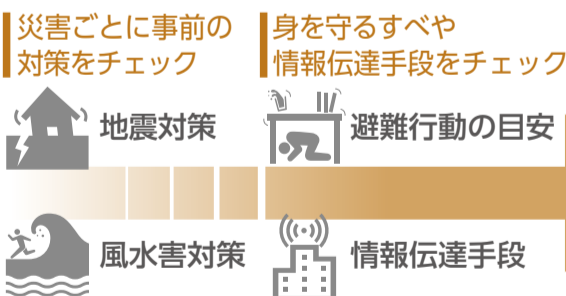 災害ごとに事前の
対策をチェック
身を守るすべや
情報伝達手段をチェック
地震対策
避難行動の目安
風水害対策
情報伝達手段